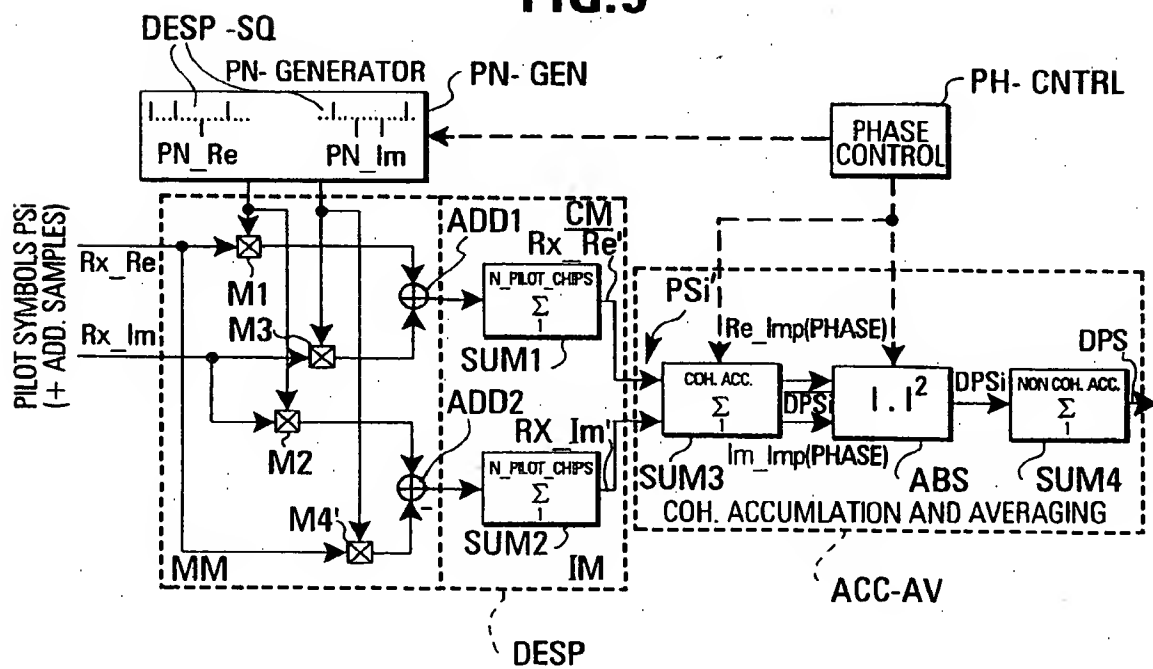 FIG.9
DESP -SQ
PN- GENERATOR
PN- GEN
PH- CNTRL
PN_Re
PN_Im
PHASE
CONTROL
PILOT SYMBOLS PSi
(+ ADD. SAMPLES)
Rx_Re
Rx_Im
M1
M3
M2
M4'
MM
ADD1
ADD2
-
CM
Rx_Re'
N_PILOT_CHIPS
Σ
1
SUM1
RX_Im'
N_PILOT_CHIPS
Σ
1
SUM2
IM
DESP
PSi'
Re_Imp(PHASE)
COH. ACC.
Σ
1
SUM3
DPSi
Im_Imp(PHASE)
| . |²
ABS
DPSi
NON COH. ACC.
Σ
1
SUM4
DPS
COH. ACCUMLATION AND AVERAGING
ACC-AV